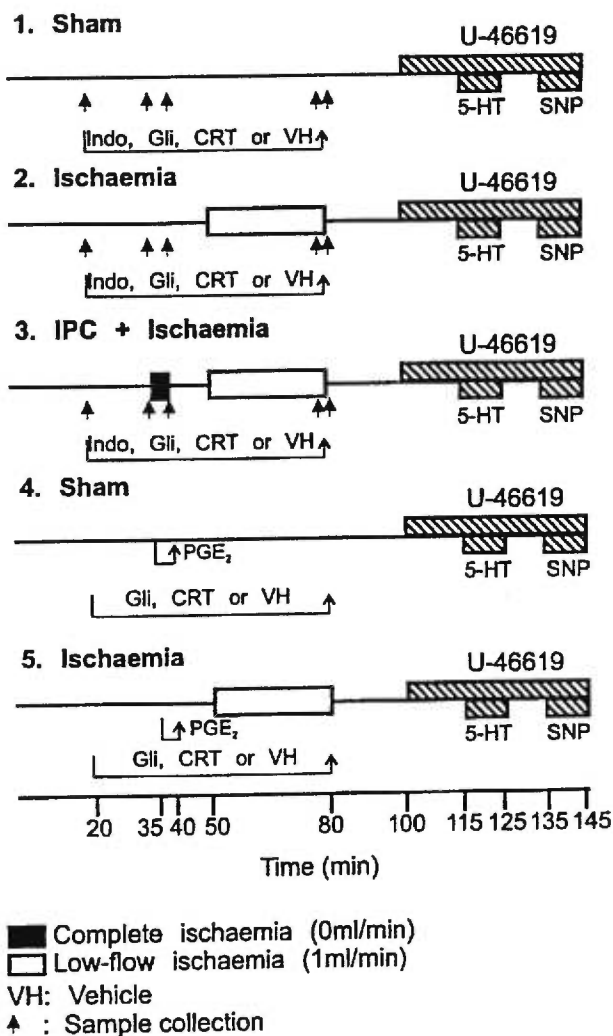 1. Sham
U-46619
5-HT SNP
Indo, Gli, CRT or VH
2. Ischaemia
U-46619
5-HT SNP
Indo, Gli, CRT or VH
3. IPC + Ischaemia
U-46619
5-HT SNP
Indo, Gli, CRT or VH
4. Sham
U-46619
PGE₂
5-HT SNP
Gli, CRT or VH
5. Ischaemia
U-46619
PGE₂
5-HT SNP
Gli, CRT or VH
20 35 40 50 80 100 115 125 135 145
Time (min)
Complete ischaemia (0ml/min)
Low-flow ischaemia (1ml/min)
VH: Vehicle
: Sample collection